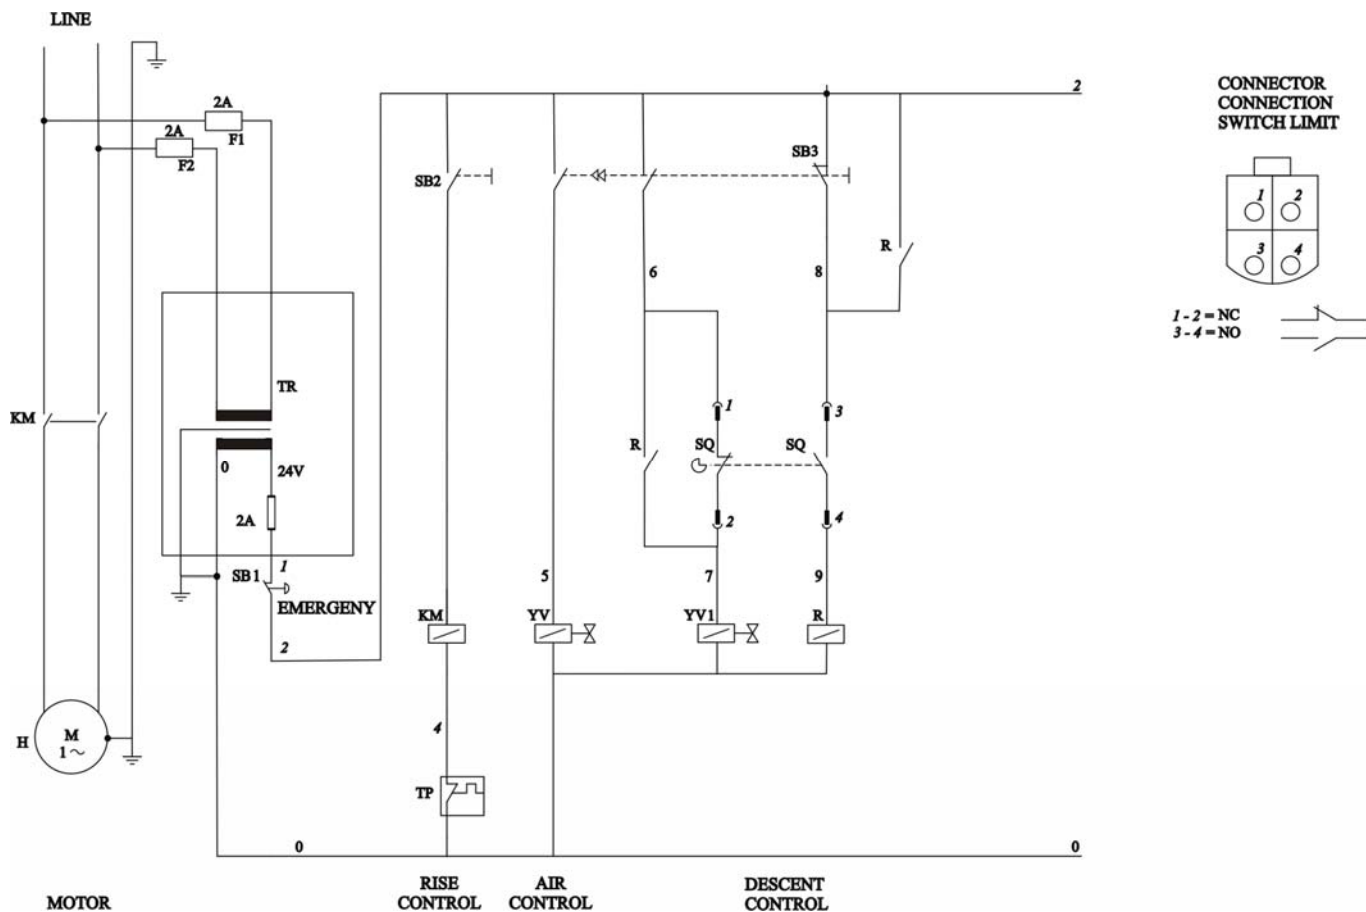 LINE
2A
F1
2A
F2
2
SB2
SB3
R
6
8
TR
KM
0
24V
2A
1
SB1
EMERGENY
2
1
3
R
SQ
SQ
2
4
5
7
9
KM
YV
YV1
R
4
H
M
1~
TP
0
0
MOTOR
RISE
CONTROL
AIR
CONTROL
DESCENT
CONTROL
CONNECTOR
CONNECTION
SWITCH LIMIT
1 2
3 4
1 - 2 = NC
3 - 4 = NO